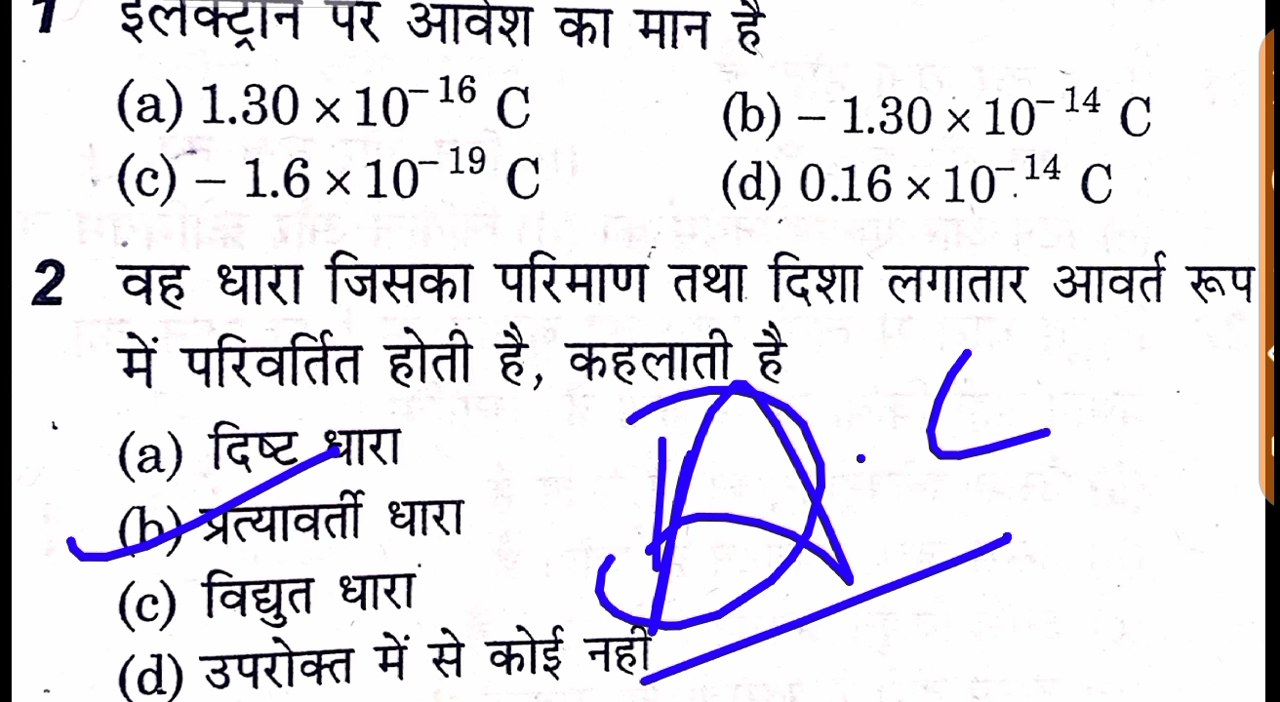 1 इलेक्ट्रॉन पर आवेश का मान है
(a) 1.30 × 10⁻¹⁶ C (b) – 1.30 × 10⁻¹⁴ C
(c) – 1.6 × 10⁻¹⁹ C (d) 0.16 × 10⁻¹⁴ C
2 वह धारा जिसका परिमाण तथा दिशा लगातार आवर्त रूप
में परिवर्तित होती है, कहलाती है
(a) दिष्ट धारा
(b) प्रत्यावर्ती धारा
(c) विद्युत धारा
(d) उपरोक्त में से कोई नहीं
A.C